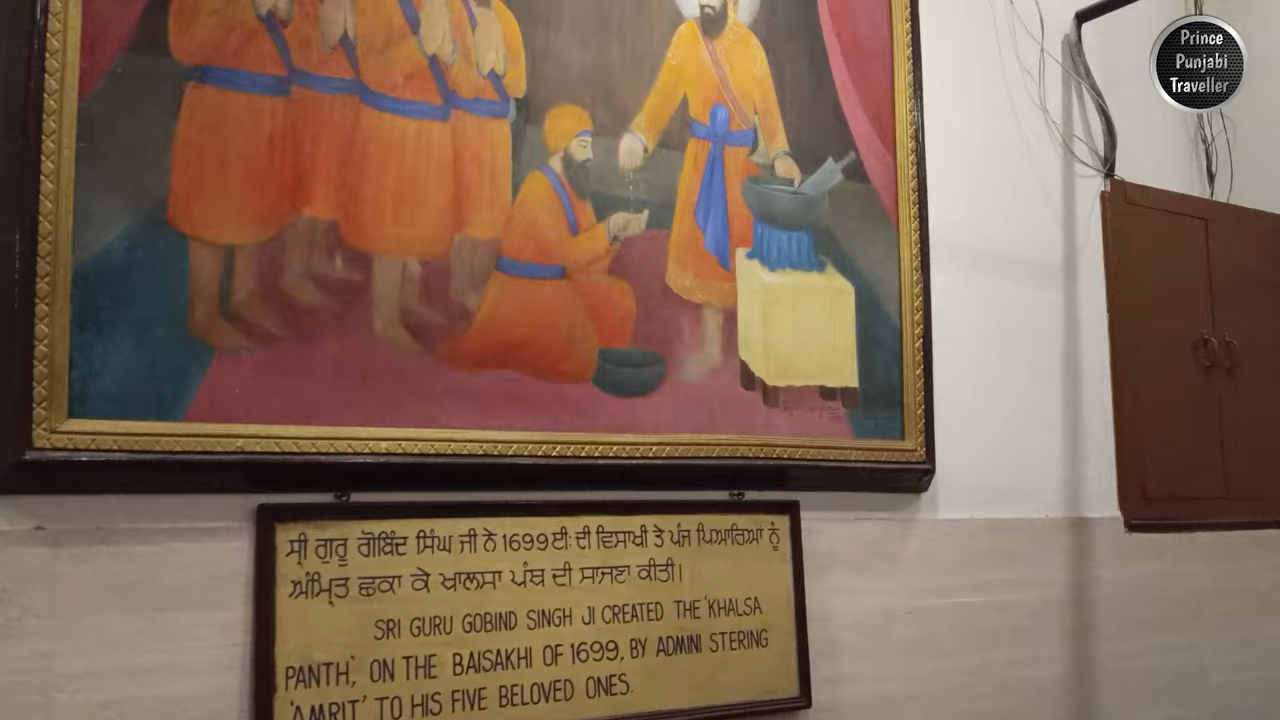 Prince
Punjabi
Traveller
ਸ੍ਰੀ ਗੁਰੂ ਗੋਬਿੰਦ ਸਿੰਘ ਜੀ ਨੇ 1699 ਈ: ਦੀ ਵਿਸਾਖੀ ਤੇ ਪੰਜ ਪਿਆਰਿਆਂ ਨੂੰ
ਅੰਮ੍ਰਿਤ ਛਕਾ ਕੇ ਖਾਲਸਾ ਪੰਥ ਦੀ ਸਾਜਣਾ ਕੀਤੀ।
SRI GURU GOBIND SINGH JI CREATED THE 'KHALSA
PANTH,' ON THE BAISAKHI OF 1699, BY ADMINI STERING
'AMRIT' TO HIS FIVE BELOVED ONES.